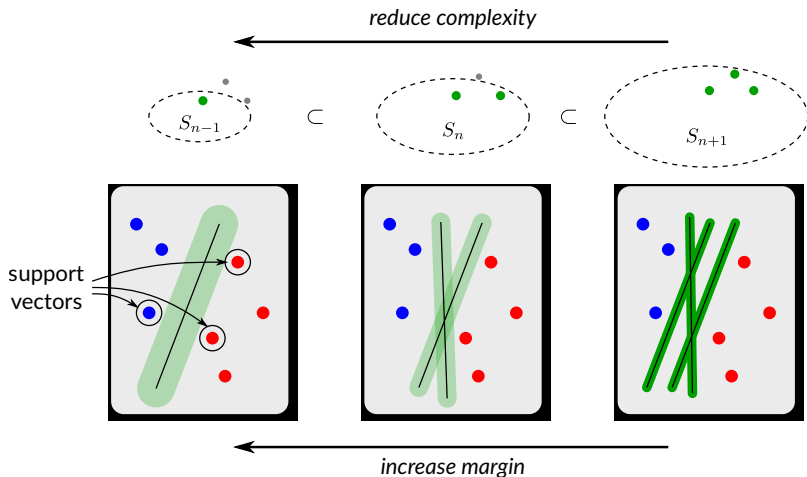 reduce complexity
S_{n-1} ⊂ S_n ⊂ S_{n+1}
support
vectors
increase margin